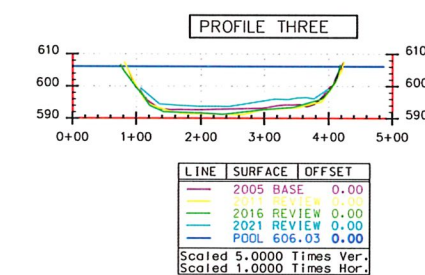 PROFILE THREE
610 610
600 600
590 590
0+00 1+00 2+00 3+00 4+00 5+00
LINE SURFACE OFFSET
2005 BASE 0.00
2011 REVIEW 0.00
2016 REVIEW 0.00
2021 REVIEW 0.00
POOL 606.03 0.00
Scaled 5.0000 Times Ver.
Scaled 1.0000 Times Hor.